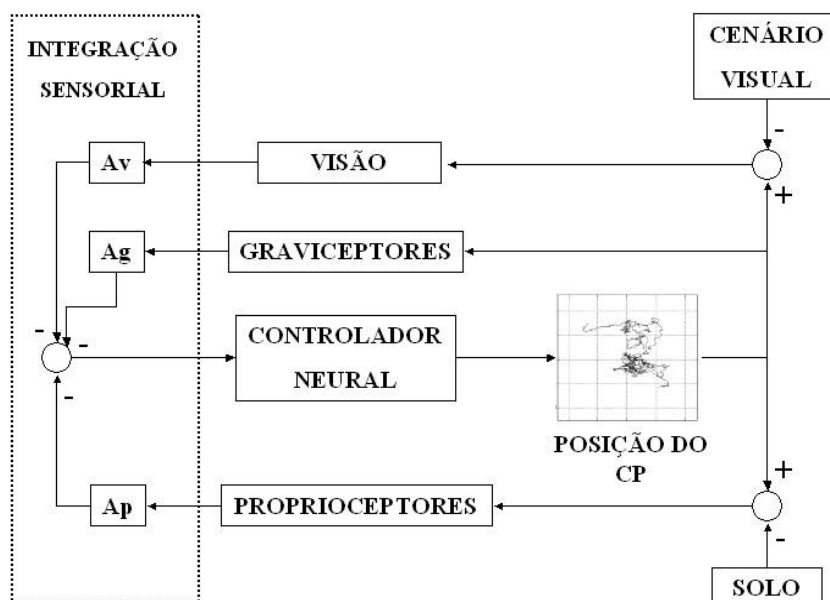 INTEGRAÇÃO
SENSORIAL
CENÁRIO
VISUAL
-
Av
VISÃO
+
Ag
GRAVICEPTORES
-
-
-
CONTROLADOR
NEURAL
POSIÇÃO DO
CP
+
Ap
PROPRIOCEPTORES
-
SOLO